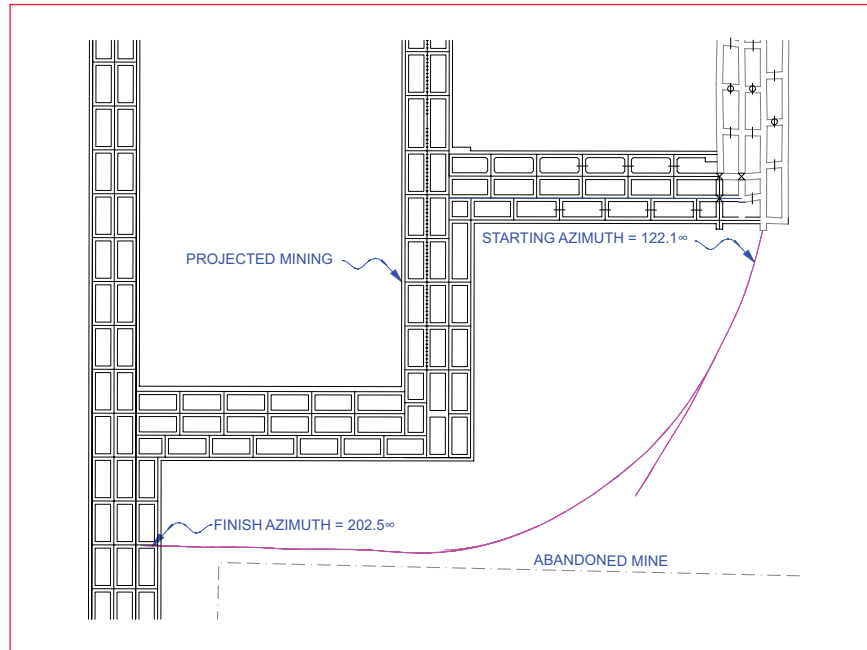 STARTING AZIMUTH = 122.1∞
PROJECTED MINING
FINISH AZIMUTH = 202.5∞
ABANDONED MINE